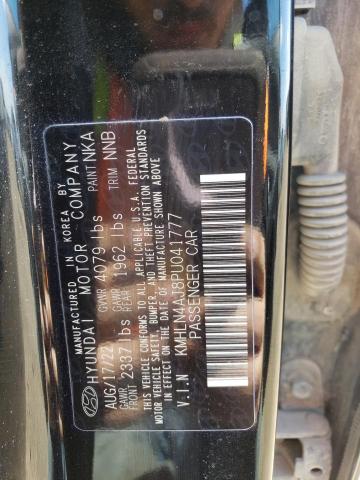 MANUFACTURED IN KOREA BY
HYUNDAI MOTOR COMPANY
AUG/17/22 GVWR 4079 lbs PAINT NKA
GAWR FRONT 2337 lbs GAWR REAR 1962 lbs TRIM NNB
THIS VEHICLE CONFORMS TO ALL APPLICABLE U.S.A. FEDERAL
MOTOR VEHICLE SAFETY, BUMPER, AND THEFT PREVENTION STANDARDS
IN EFFECT ON THE DATE OF MANUFACTURE SHOWN ABOVE
V.I.N KMHLN4AJ8PU041777
PASSENGER CAR